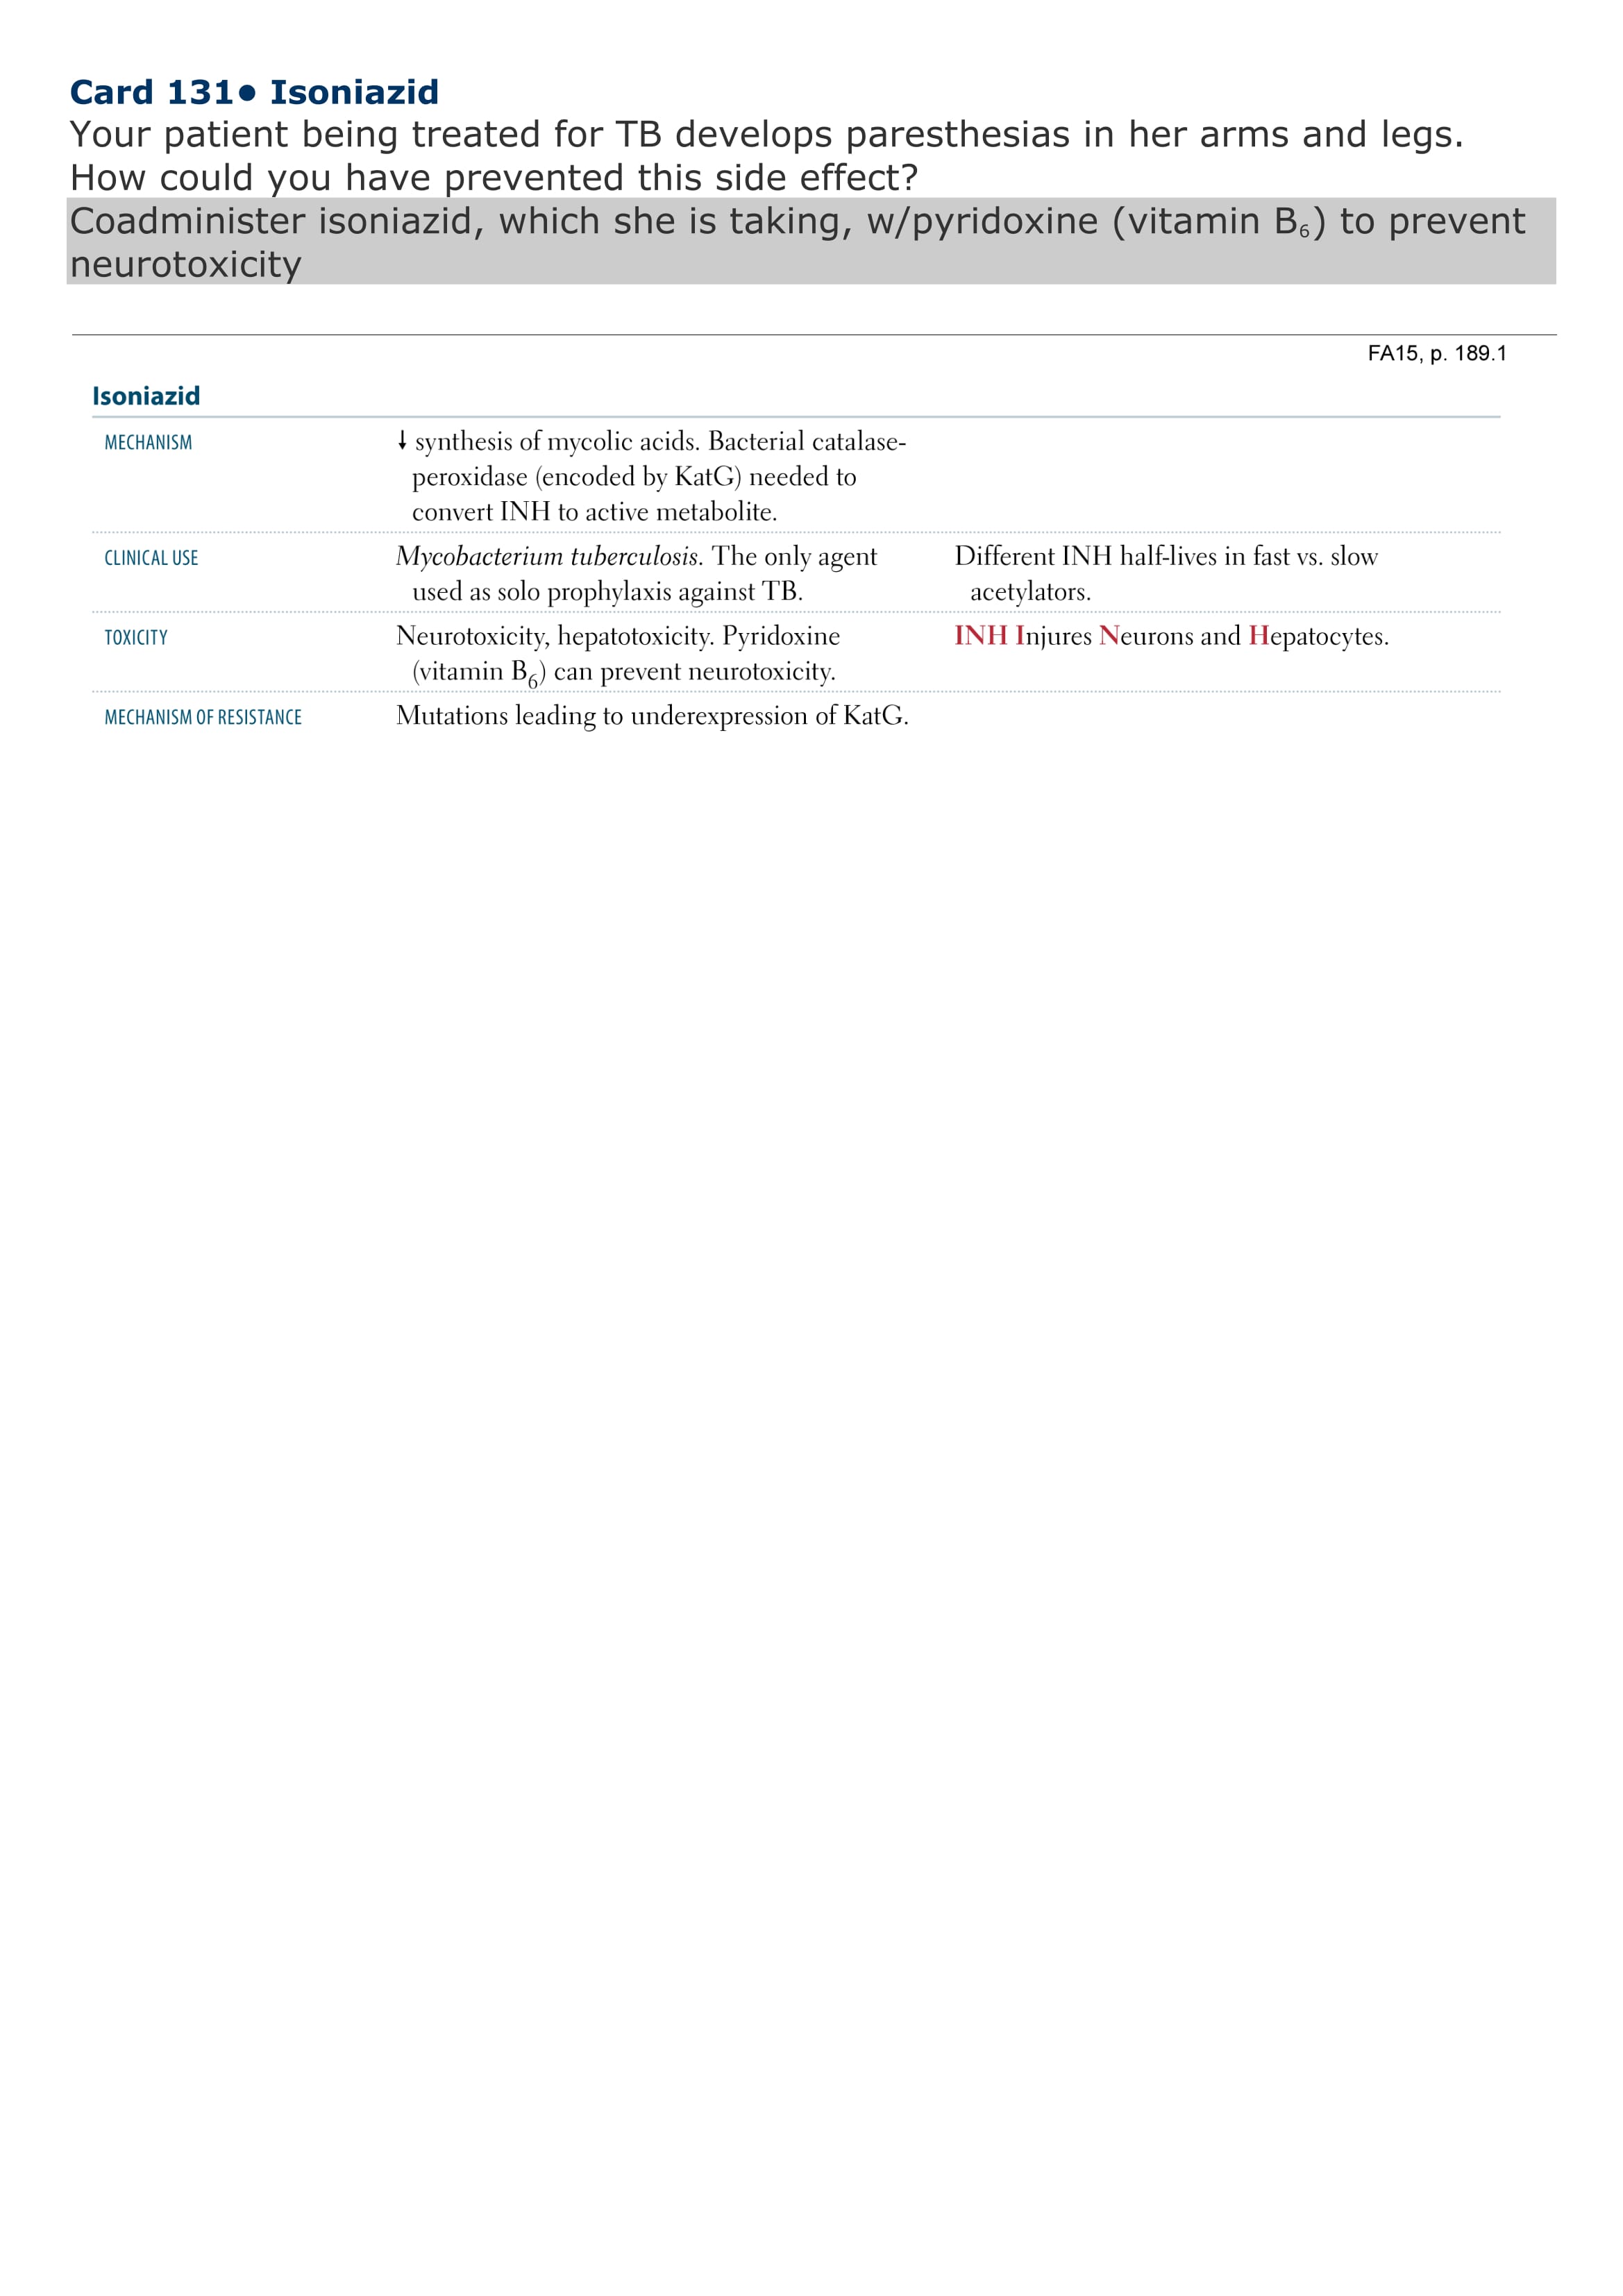 Card 131• Isoniazid
Your patient being treated for TB develops paresthesias in her arms and legs.
How could you have prevented this side effect?
Coadminister isoniazid, which she is taking, w/pyridoxine (vitamin B₆) to prevent
neurotoxicity
FA15, p. 189.1
Isoniazid
MECHANISM
↓ synthesis of mycolic acids. Bacterial catalase-
peroxidase (encoded by KatG) needed to
convert INH to active metabolite.
CLINICAL USE
Mycobacterium tuberculosis. The only agent
used as solo prophylaxis against TB.
Different INH half-lives in fast vs. slow
acetylators.
TOXICITY
Neurotoxicity, hepatotoxicity. Pyridoxine
(vitamin B₆) can prevent neurotoxicity.
INH Injures Neurons and Hepatocytes.
MECHANISM OF RESISTANCE
Mutations leading to underexpression of KatG.